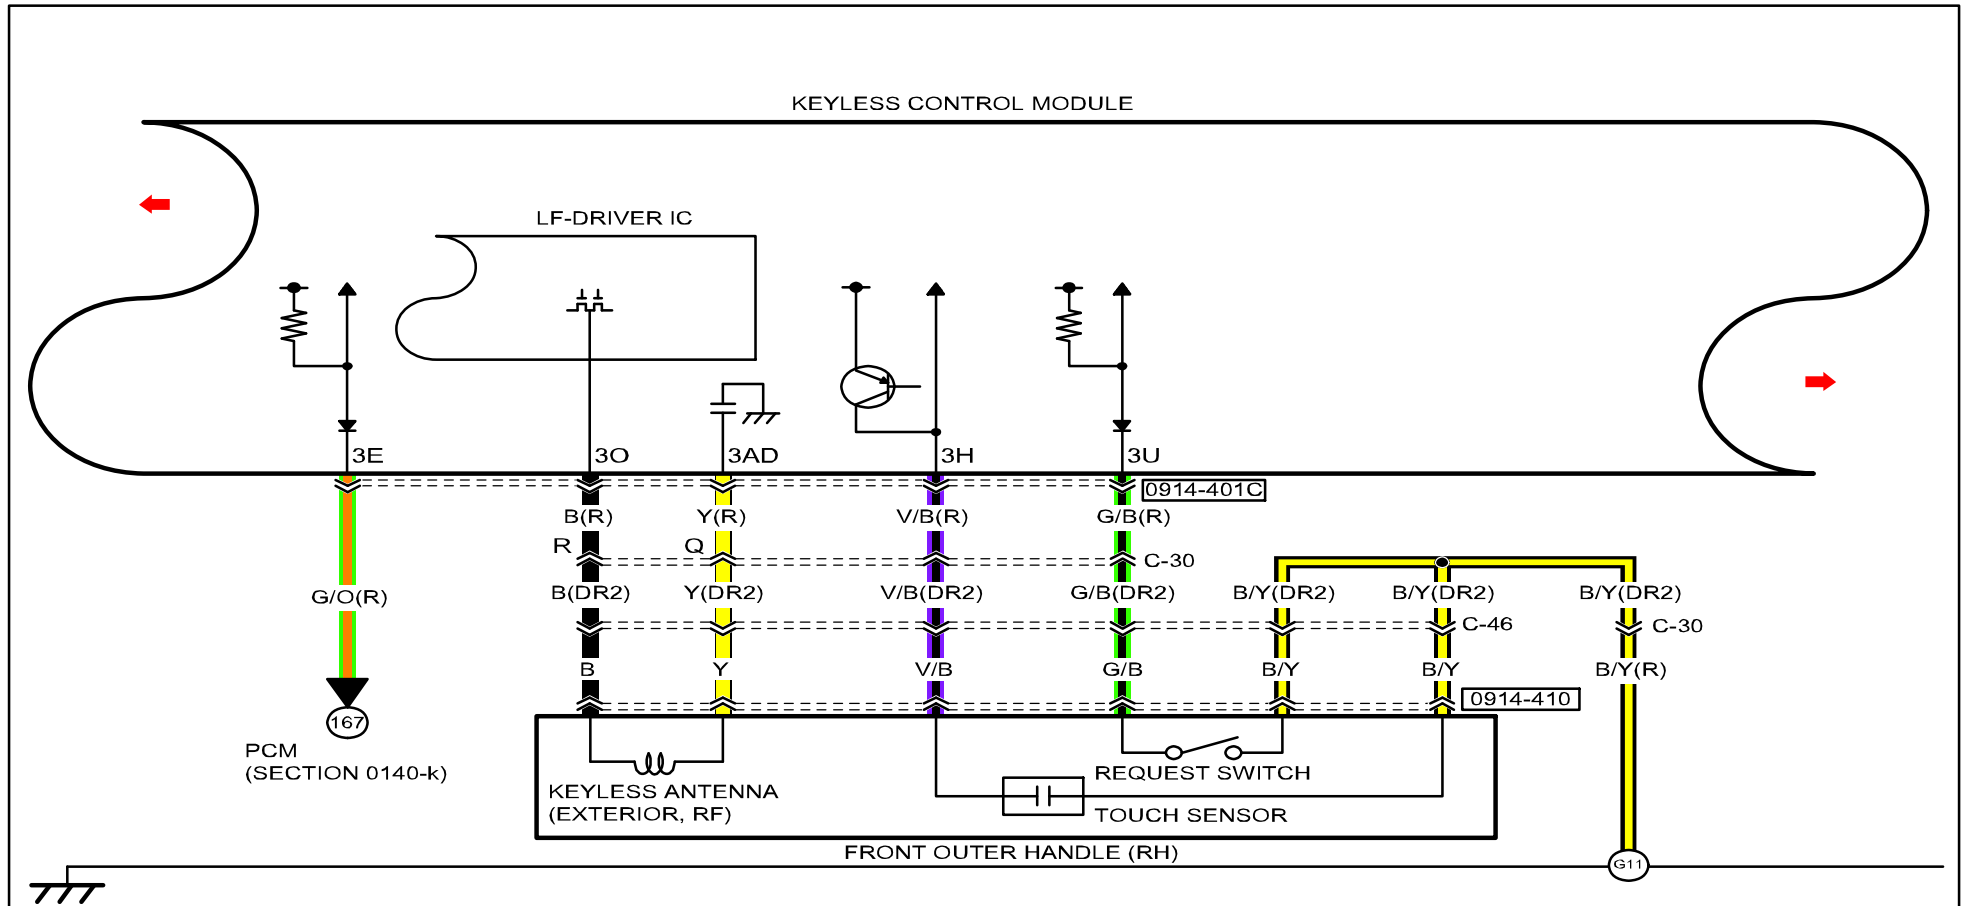 KEYLESS CONTROL MODULE
LF-DRIVER IC
3E
3O
3AD
3H
3U
0914-401C
B(R)
Y(R)
V/B(R)
G/B(R)
R
Q
C-30
G/O(R)
B(DR2)
Y(DR2)
V/B(DR2)
G/B(DR2)
B/Y(DR2)
B/Y(DR2)
B/Y(DR2)
C-46
C-30
B
Y
V/B
G/B
B/Y
B/Y
B/Y(R)
0914-410
167
PCM
(SECTION 0140-k)
REQUEST SWITCH
KEYLESS ANTENNA
(EXTERIOR, RF)
TOUCH SENSOR
FRONT OUTER HANDLE (RH)
G11